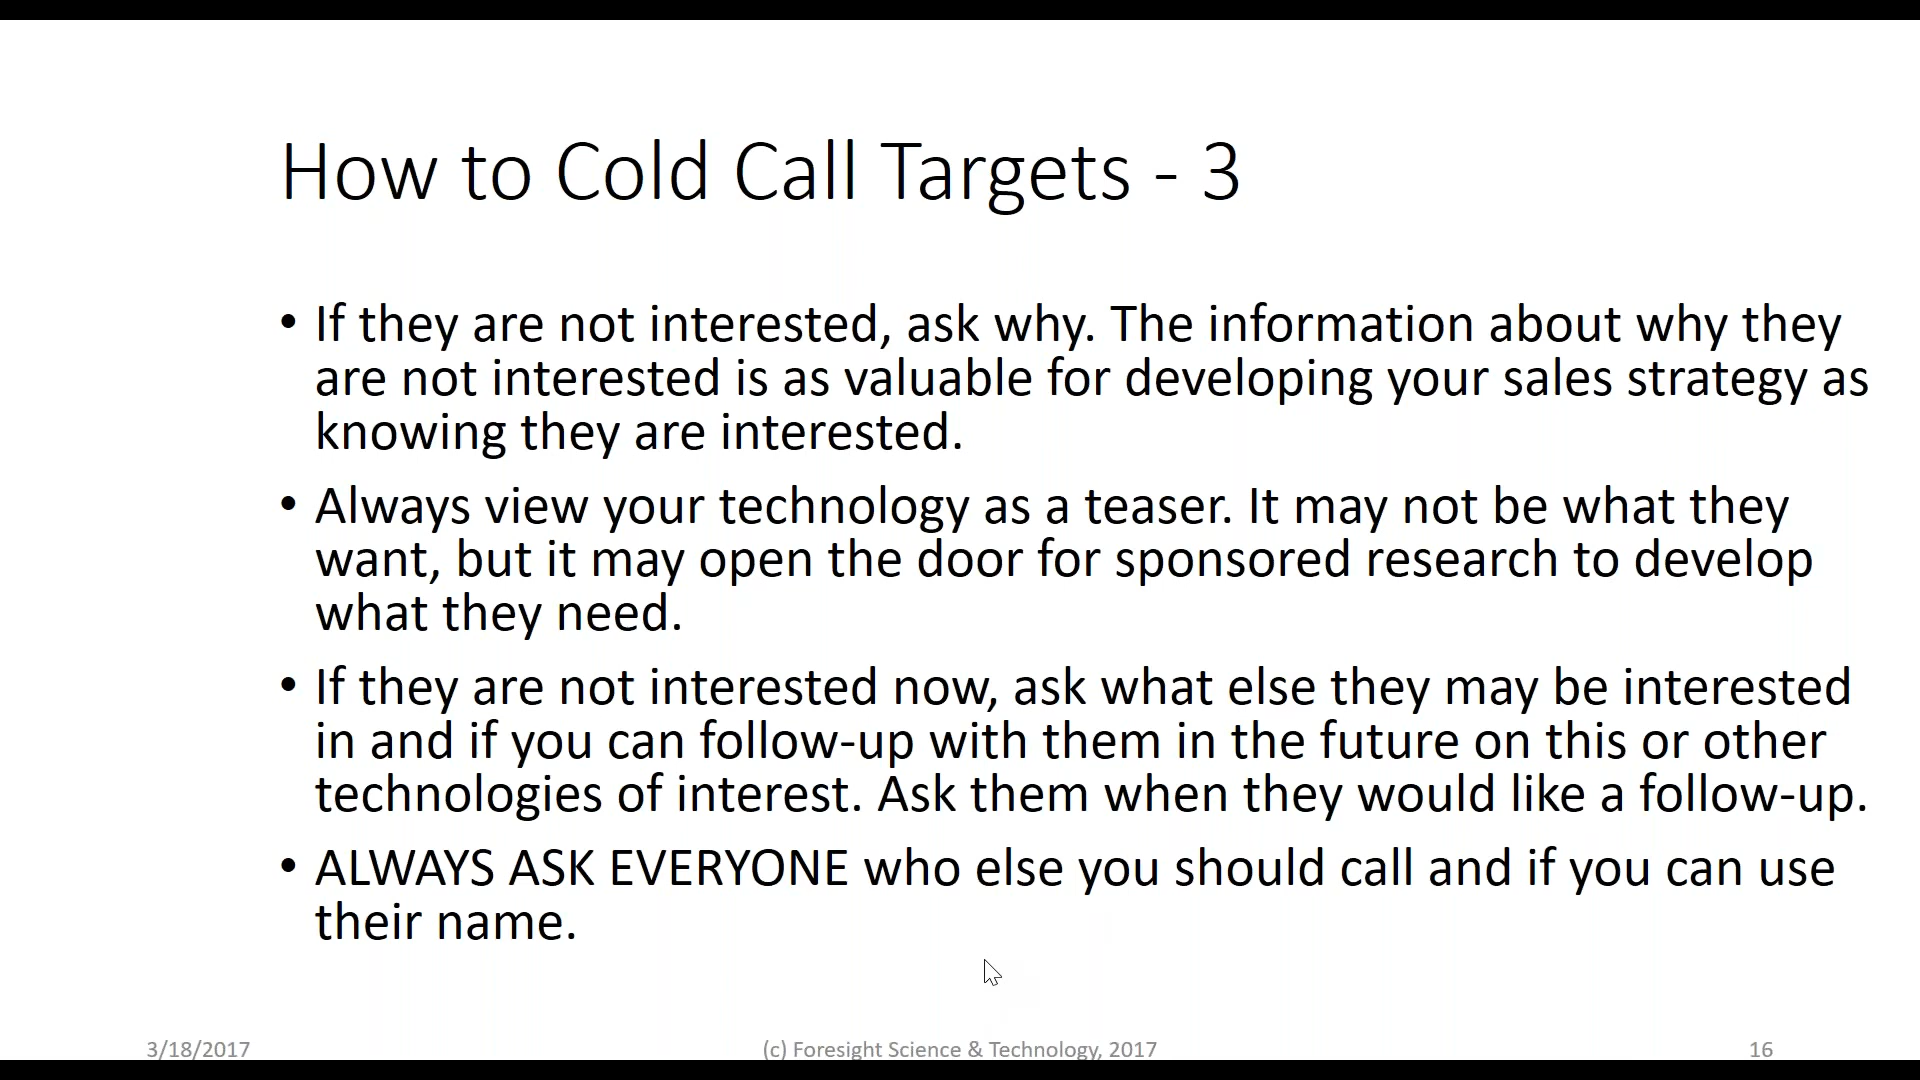 How to Cold Call Targets - 3
• If they are not interested, ask why. The information about why they
are not interested is as valuable for developing your sales strategy as
knowing they are interested.
• Always view your technology as a teaser. It may not be what they
want, but it may open the door for sponsored research to develop
what they need.
• If they are not interested now, ask what else they may be interested
in and if you can follow-up with them in the future on this or other
technologies of interest. Ask them when they would like a follow-up.
• ALWAYS ASK EVERYONE who else you should call and if you can use
their name.
3/18/2017
(c) Foresight Science & Technology, 2017
16